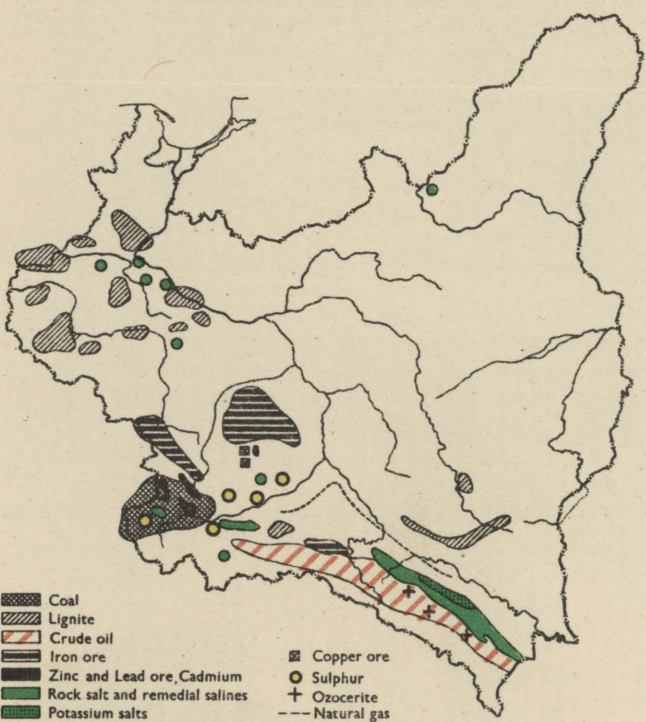 Coal
Lignite
Crude oil
Iron ore
Zinc and Lead ore, Cadmium
Rock salt and remedial salines
Potassium salts
Copper ore
Sulphur
Ozocerite
Natural gas